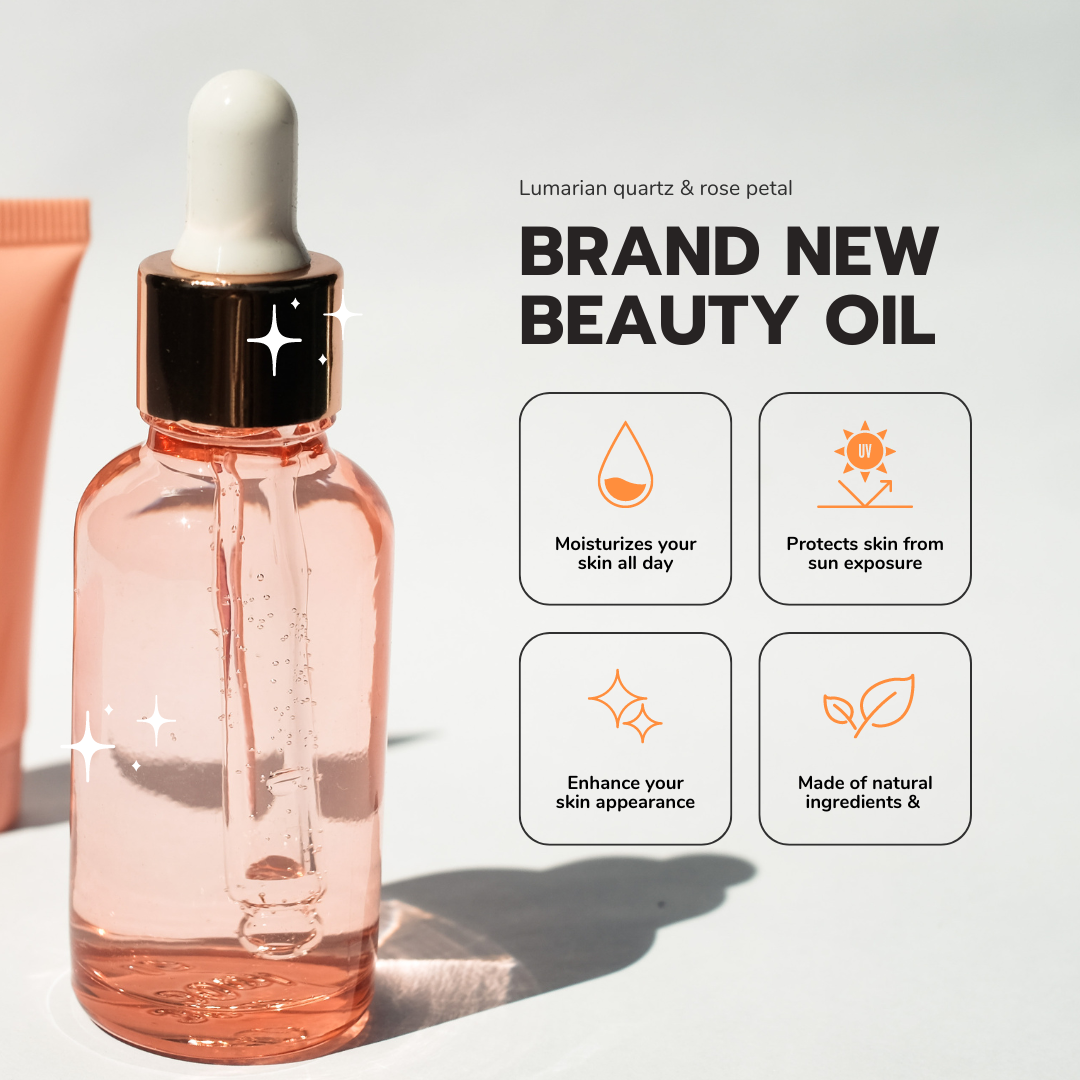 Lumarian quartz & rose petal
BRAND NEW
BEAUTY OIL
UV
Moisturizes your
skin all day
Protects skin from
sun exposure
Enhance your
skin appearance
Made of natural
ingredients &